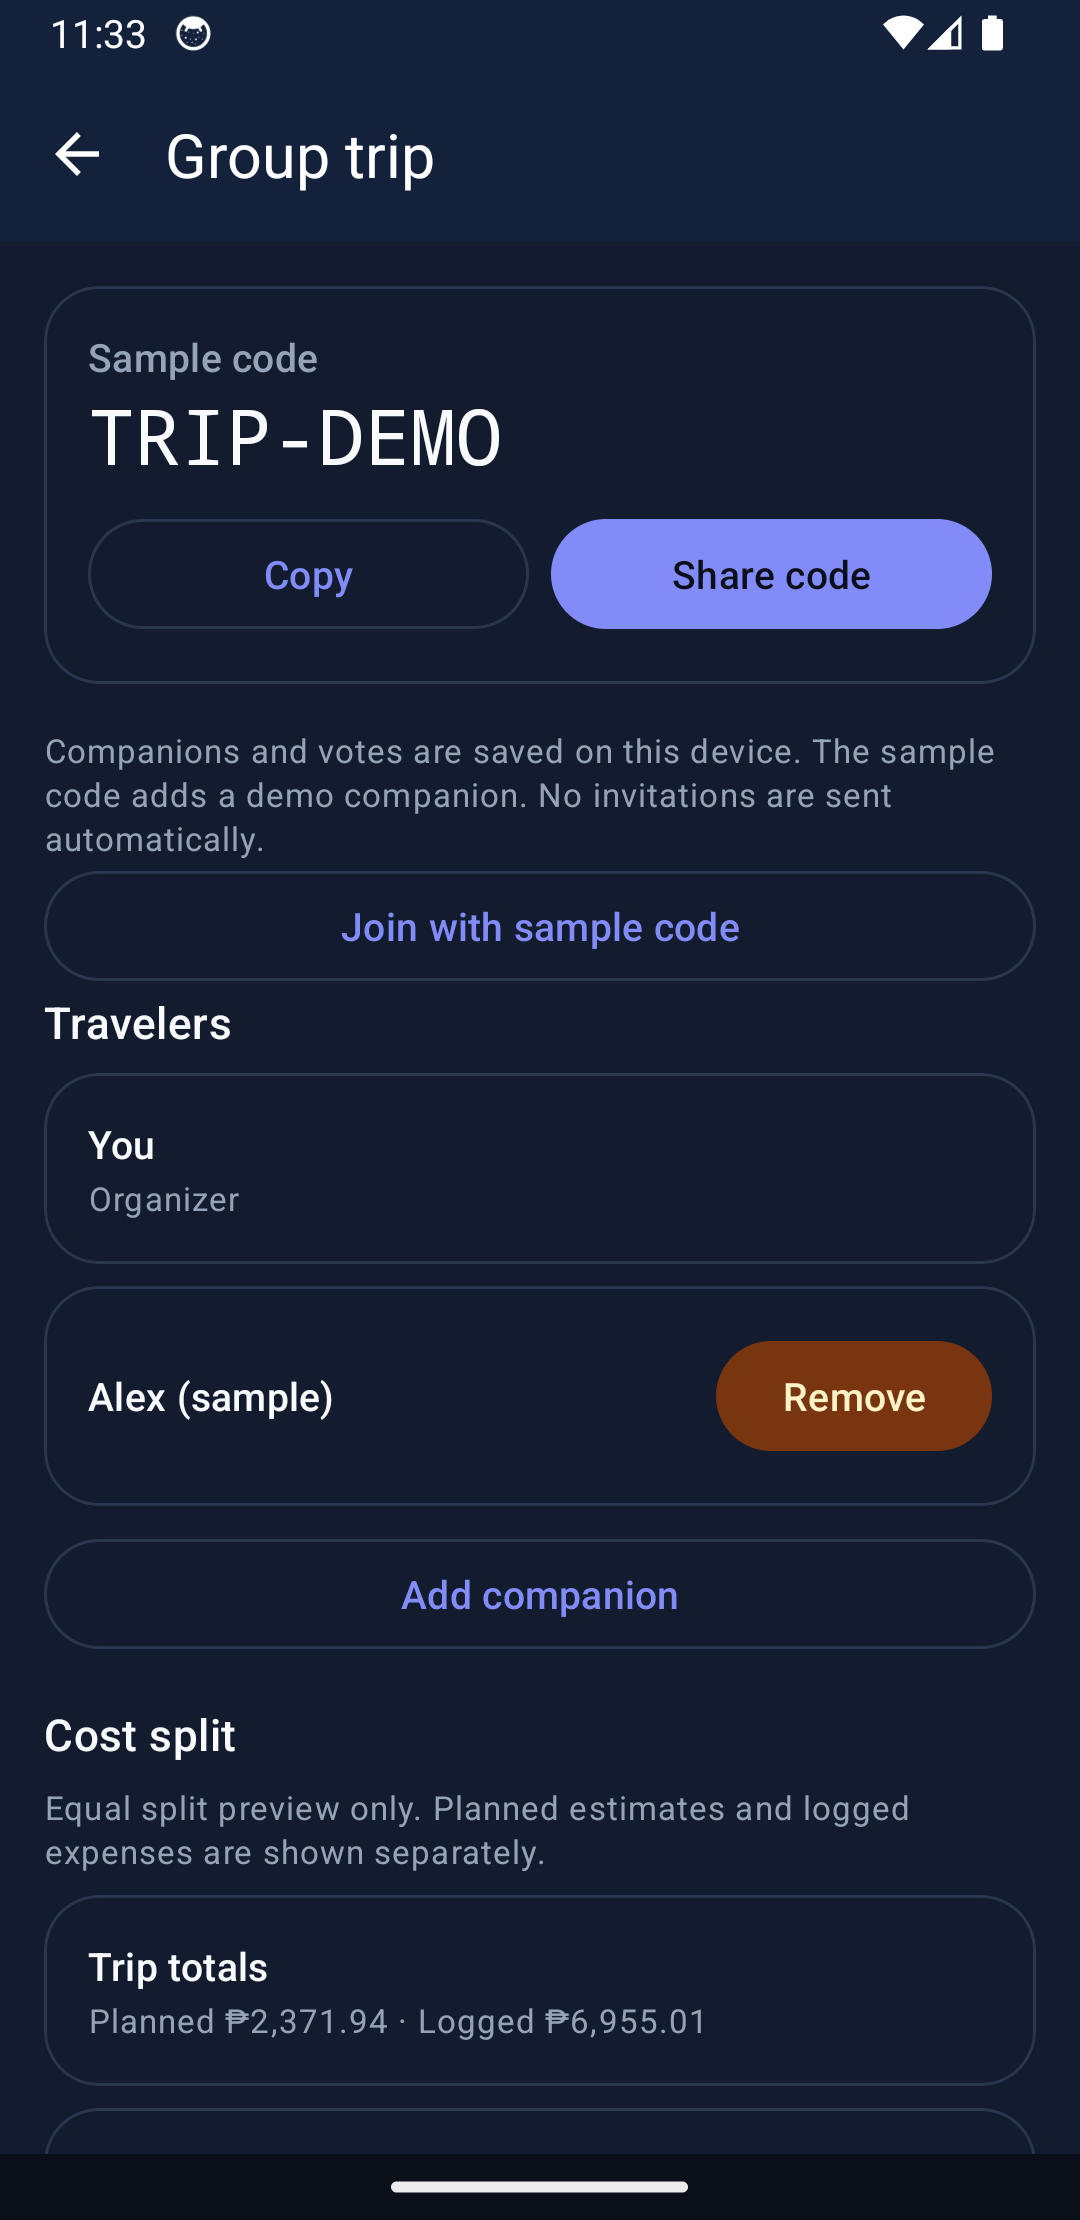 11:33
Group trip
Sample code
TRIP-DEMO
Copy
Share code
Companions and votes are saved on this device. The sample
code adds a demo companion. No invitations are sent
automatically.
Join with sample code
Travelers
You
Organizer
Alex (sample)
Remove
Add companion
Cost split
Equal split preview only. Planned estimates and logged
expenses are shown separately.
Trip totals
Planned ₱2,371.94 · Logged ₱6,955.01